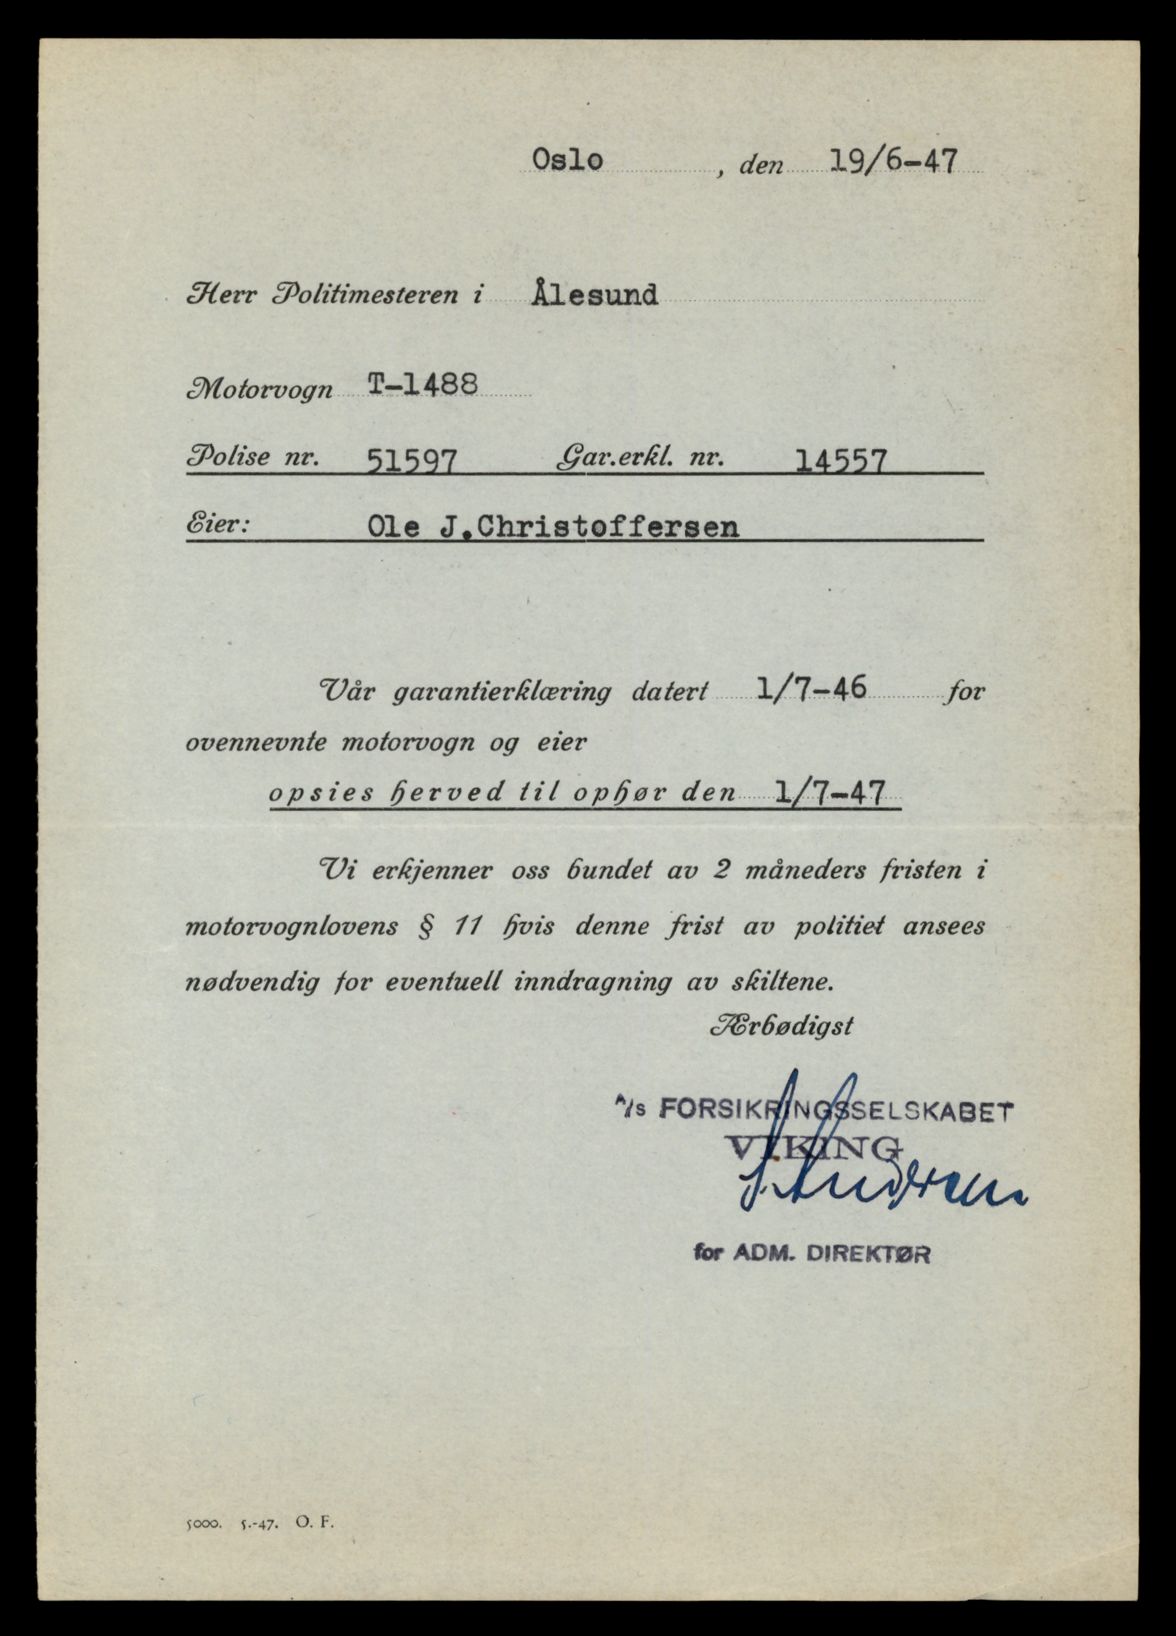 Oslo , den 19/6-47
Herr Politimesteren i Ålesund
Motorvogn T-1488
Polise nr. 51597 Gar.erkl. nr. 14557
Eier: Ole J.Christoffersen
Vår garantierklæring datert 1/7-46 for
ovennevnte motorvogn og eier
opsies herved til ophør den 1/7-47
Vi erkjenner oss bundet av 2 måneders fristen i
motorvognlovens § 11 hvis denne frist av politiet ansees
nødvendig for eventuell inndragning av skiltene.
Ærbødigst
A/s FORSIKRINGSSELSKABET
VIKING
for ADM. DIREKTØR
5000. 5.-47. O. F.